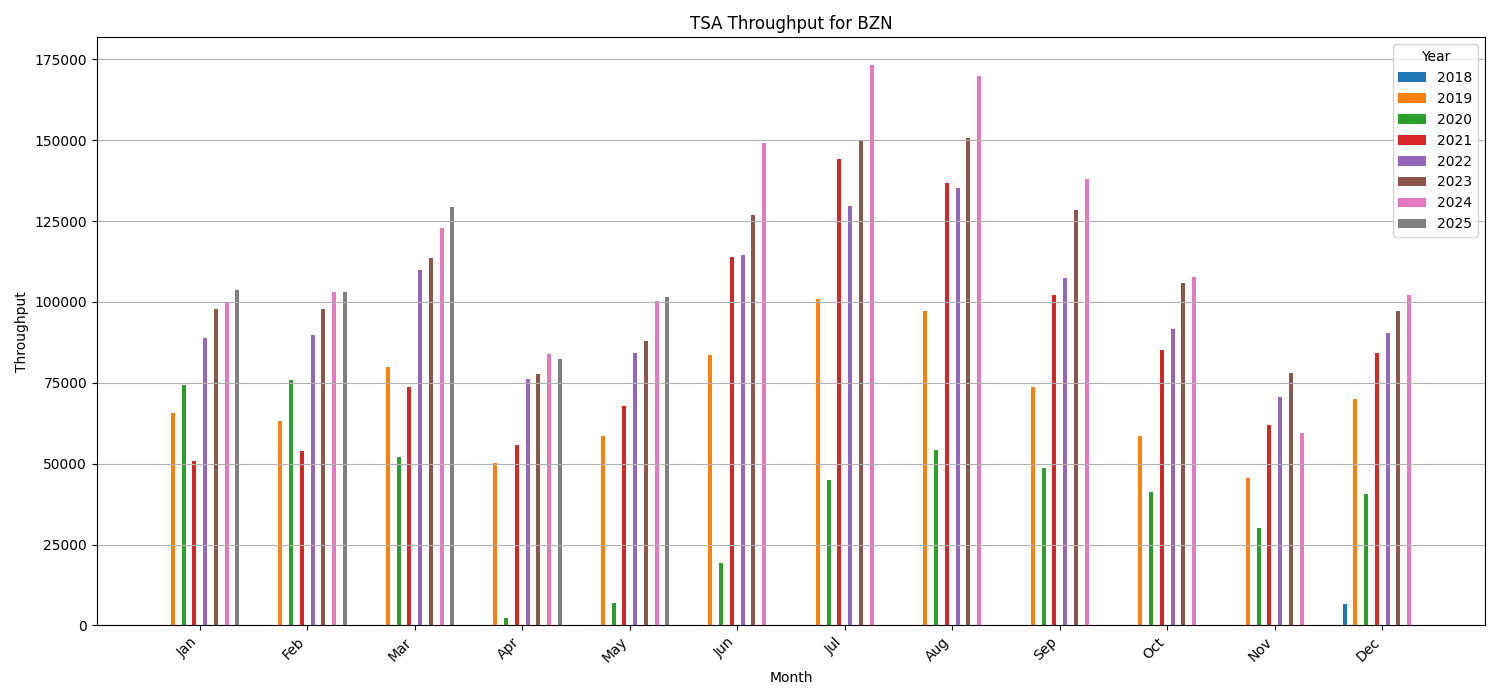 TSA Throughput for BZN
Throughput
175000
150000
125000
100000
75000
50000
25000
0
Year
2018
2019
2020
2021
2022
2023
2024
2025
Jan
Feb
Mar
Apr
May
Jun
Jul
Aug
Sep
Oct
Nov
Dec
Month